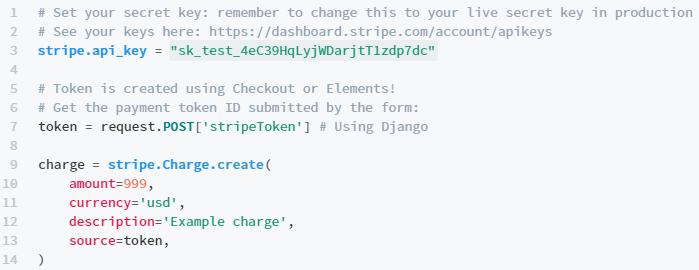 1 # Set your secret key: remember to change this to your live secret key in production
2 # See your keys here: https://dashboard.stripe.com/account/apikeys
3 stripe.api_key = "sk_test_4eC39HqLyjWDarjtT1zdp7dc"
4
5 # Token is created using Checkout or Elements!
6 # Get the payment token ID submitted by the form:
7 token = request.POST['stripeToken'] # Using Django
8
9 charge = stripe.Charge.create(
10     amount=999,
11     currency='usd',
12     description='Example charge',
13     source=token,
14 )